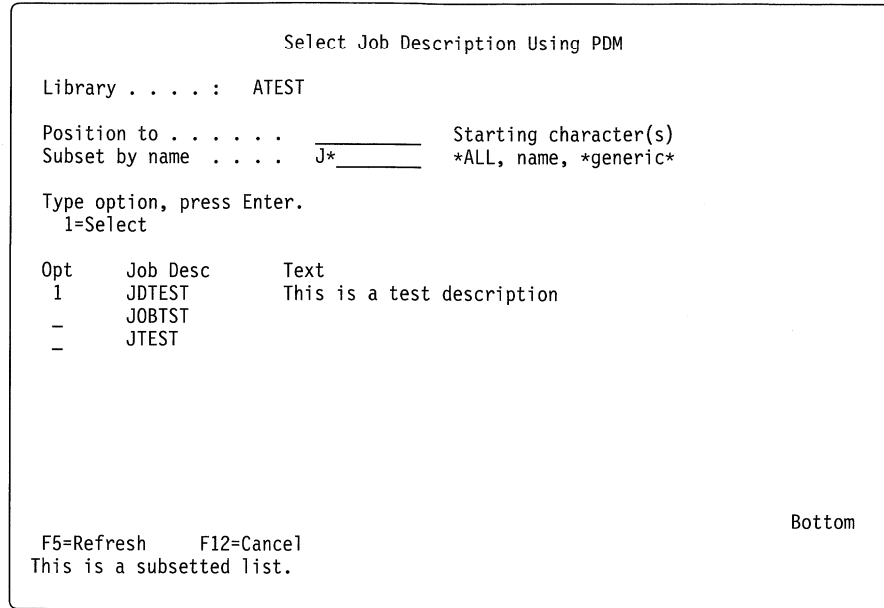 Select Job Description Using PDM
Library . . . . :   ATEST
Position to . . . . . .   __________   Starting character(s)
Subset by name  . . . .   J*________   *ALL, name, *generic*
Type option, press Enter.
1=Select
Opt   Job Desc   Text
1   JDTEST   This is a test description
_   JOBTST
_   JTEST
Bottom
F5=Refresh   F12=Cancel
This is a subsetted list.